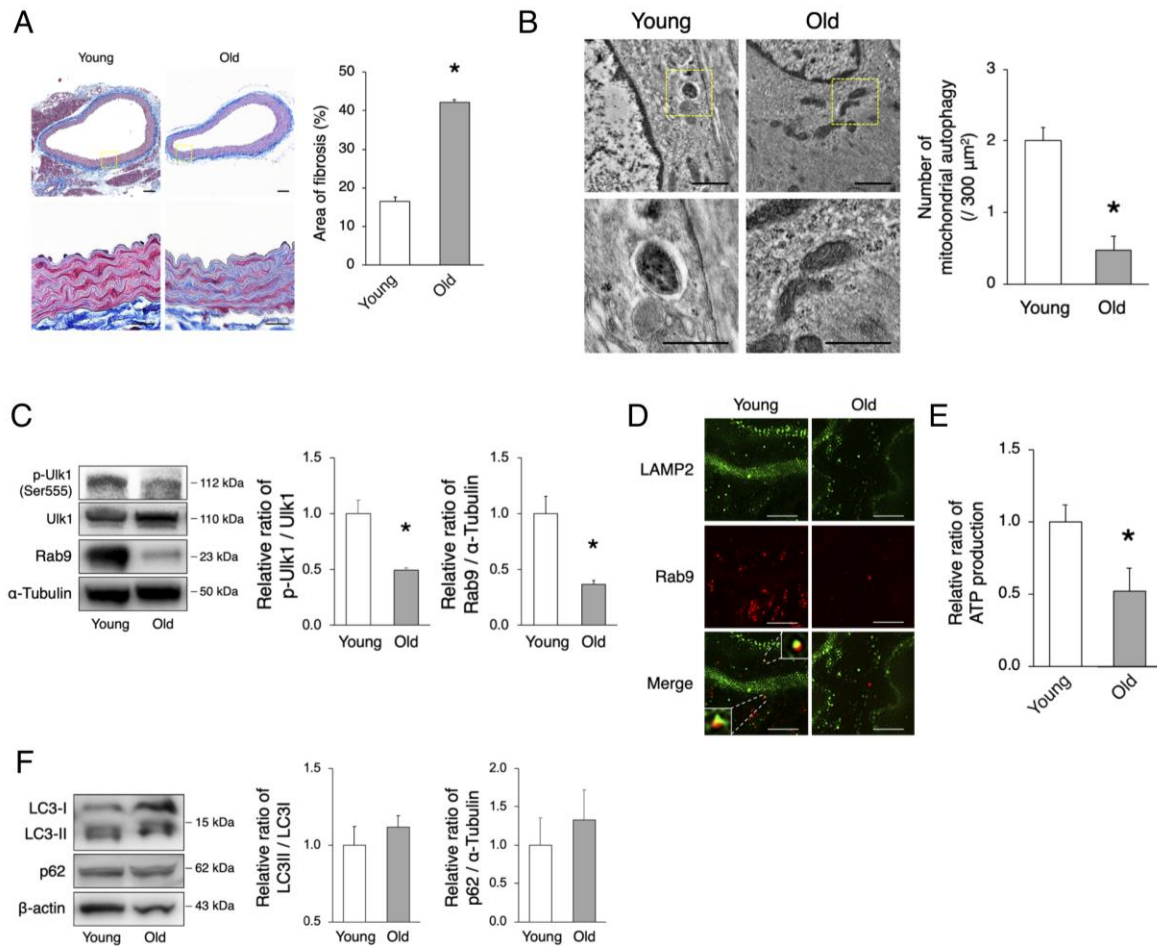 A
Young
Old
Area of fibrosis (%)
50
40
30
20
10
0
*
Young
Old
B
Young
Old
Number of
mitochondrial autophagy
(/ 300 µm²)
3
2
1
0
*
Young
Old
C
p-Ulk1
(Ser555)
112 kDa
Ulk1
110 kDa
Rab9
23 kDa
α-Tubulin
50 kDa
Young
Old
Relative ratio of
p-Ulk1 / Ulk1
1.5
1.0
0.5
0.0
*
Young
Old
Relative ratio of
Rab9 / α-Tubulin
1.5
1.0
0.5
0.0
*
Young
Old
D
Young
Old
LAMP2
Rab9
Merge
E
Relative ratio of
ATP production
1.5
1.0
0.5
0.0
*
Young
Old
F
LC3-I
LC3-II
15 kDa
p62
62 kDa
β-actin
43 kDa
Young
Old
Relative ratio of
LC3II / LC3I
1.5
1.0
0.5
Young
Old
Relative ratio of
p62 / α-Tubulin
2.0
1.5
1.0
0.5
0.0
Young
Old